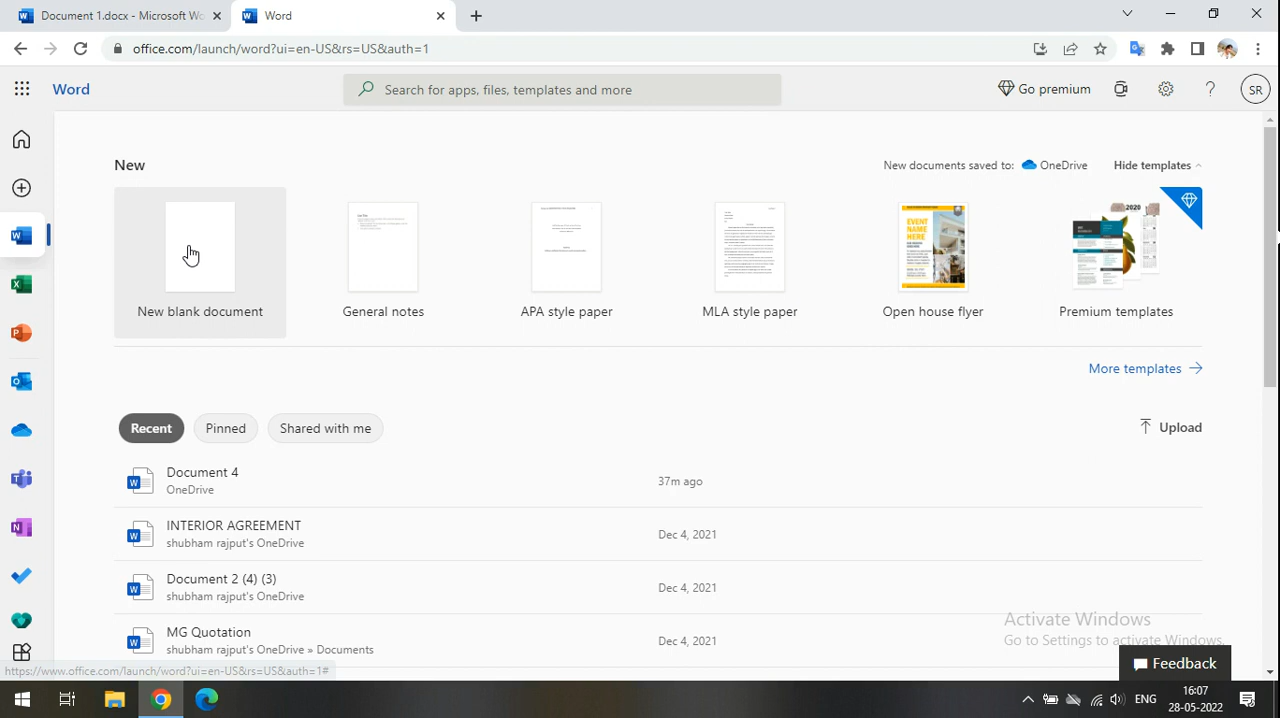 Document 1.docx - Microsoft Wo
Word
office.com/launch/word?ui=en-US&rs=US&auth=1
Word
Search for apps, files, templates and more
Go premium
?
SR
New
New documents saved to: OneDrive
Hide templates
New blank document
General notes
APA style paper
MLA style paper
EVENT
NAME
HERE
Open house flyer
2020
Premium templates
More templates
Recent
Pinned
Shared with me
Upload
Document 4
OneDrive
37m ago
INTERIOR AGREEMENT
shubham rajput's OneDrive
Dec 4, 2021
Document 2 (4) (3)
shubham rajput's OneDrive
Dec 4, 2021
MG Quotation
shubham rajput's OneDrive » Documents
Dec 4, 2021
Activate Windows
Go to Settings to activate Windows.
Feedback
https://www.office.com/launch/word?ui=en-US&rs=US&auth=1#
ENG
16:07
28-05-2022